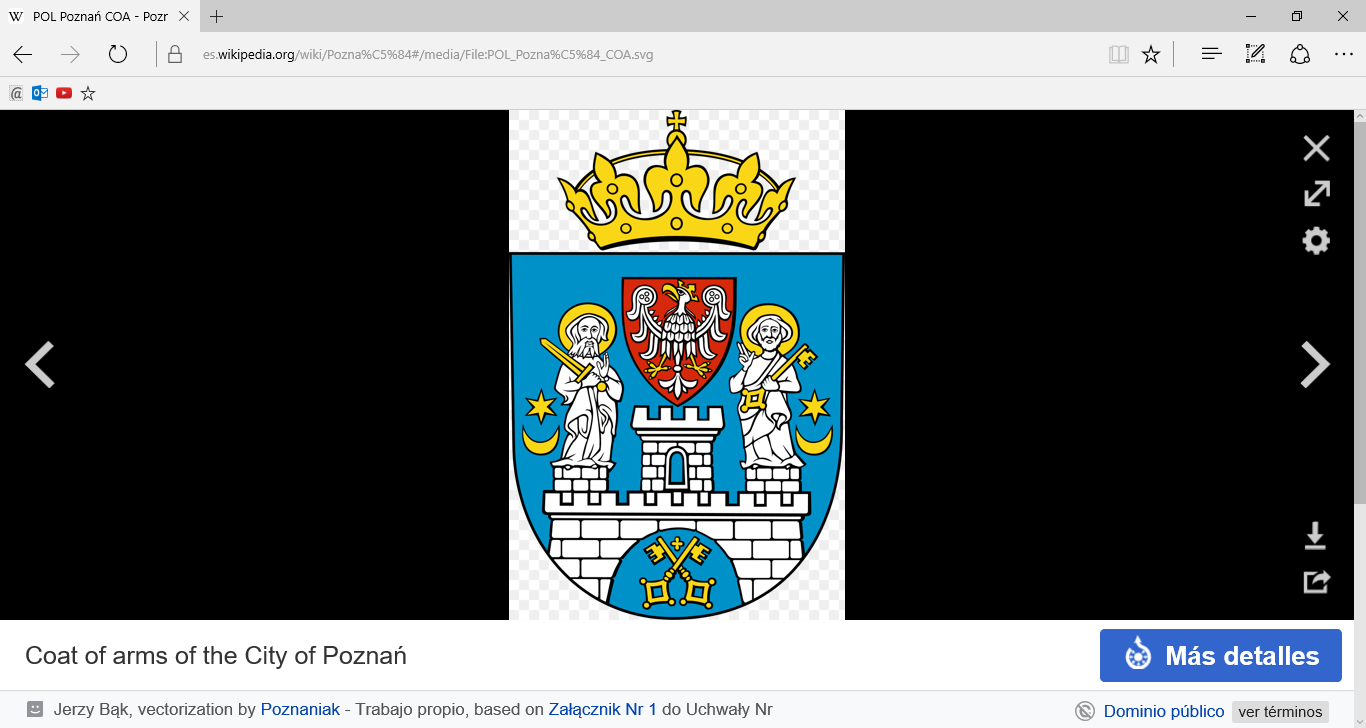 W POL Poznań COA - Pozr
es.wikipedia.org/wiki/Pozna%C5%84#/media/File:POL_Pozna%C5%84_COA.svg
@
Coat of arms of the City of Poznań
Más detalles
Jerzy Bąk, vectorization by Poznaniak - Trabajo propio, based on Załącznik Nr 1 do Uchwały Nr
Dominio público ver términos